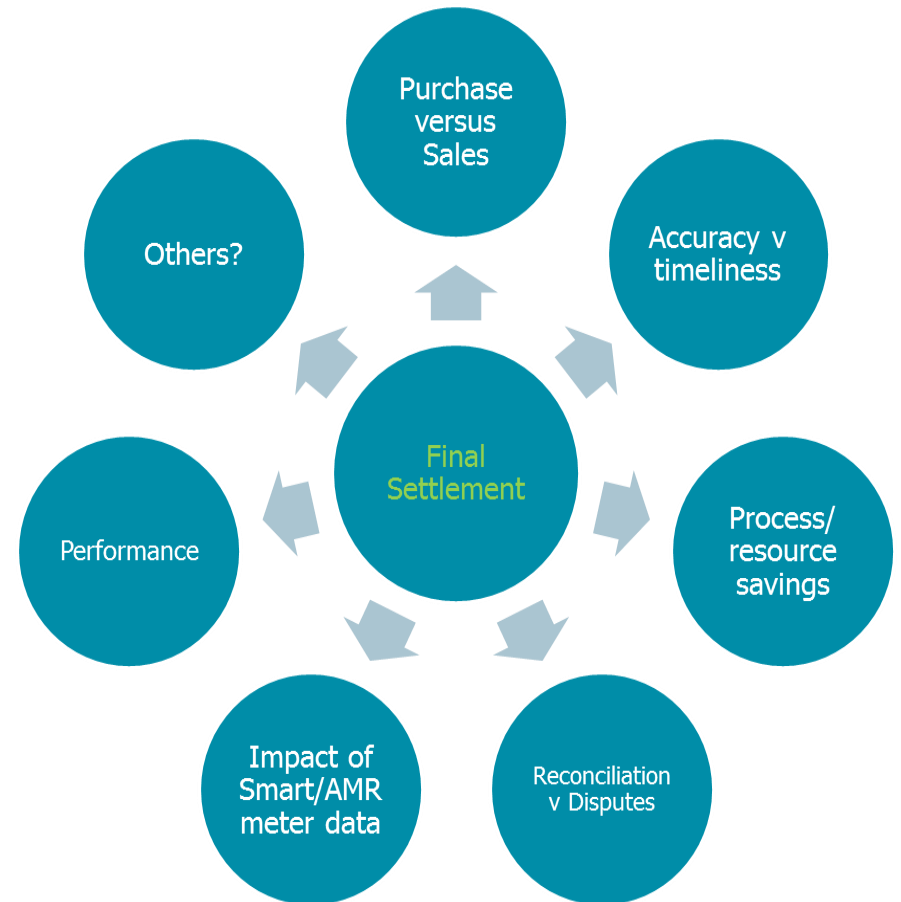 Purchase
versus
Sales
Others?
Accuracy v
timeliness
Final
Settlement
Performance
Process/
resource
savings
Impact of
Smart/AMR
meter data
Reconciliation
v Disputes